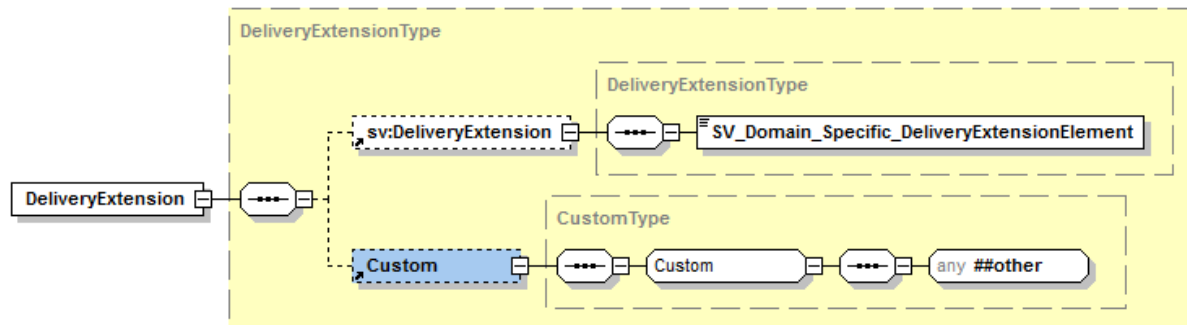 DeliveryExtensionType
DeliveryExtensionType
sv:DeliveryExtension
SV_Domain_Specific_DeliveryExtensionElement
DeliveryExtension
CustomType
Custom
Custom
any ##other